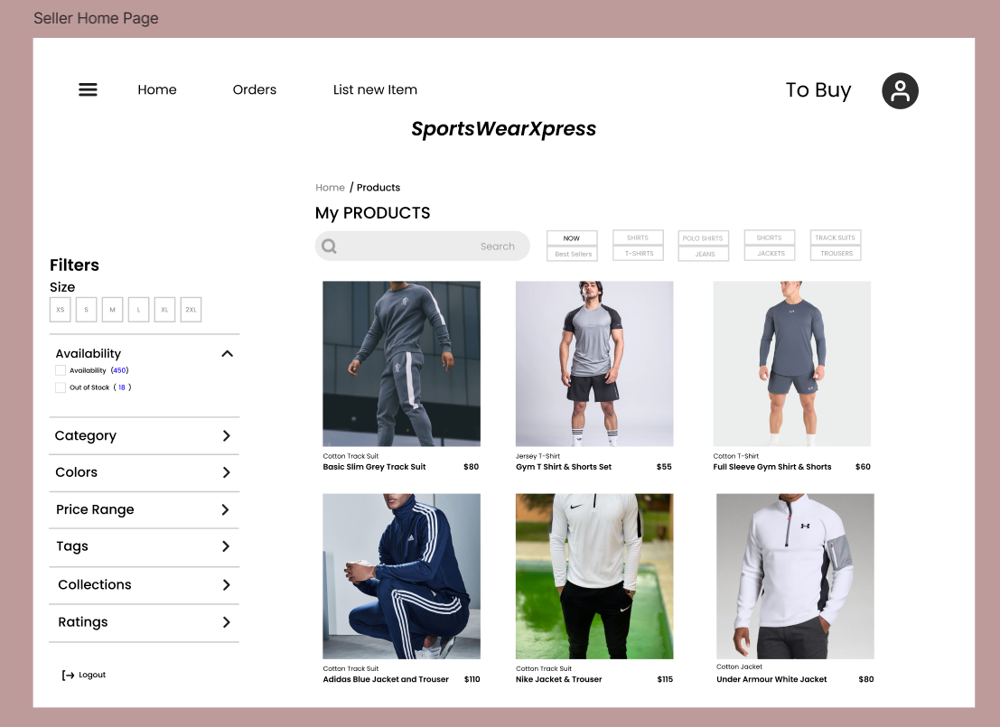 Seller Home Page
Home Orders List new Item To Buy
SportsWearXpress
Home / Products
My PRODUCTS
Search
NOW SHIRTS POLO SHIRTS SHORTS TRACK SUITS
Best Sellers T-SHIRTS JEANS JACKETS TROUSERS
Filters
Size
XS S M L XL 2XL
Availability
Availability (450)
Out of Stock ( 18 )
Category
Colors
Price Range
Tags
Collections
Ratings
Logout
Cotton Track Suit
Basic Slim Grey Track Suit $80
Jersey T-Shirt
Gym T Shirt & Shorts Set $55
Cotton T-Shirt
Full Sleeve Gym Shirt & Shorts $60
Cotton Track Suit
Adidas Blue Jacket and Trouser $110
Cotton Track Suit
Nike Jacket & Trouser $115
Cotton Jacket
Under Armour White Jacket $80